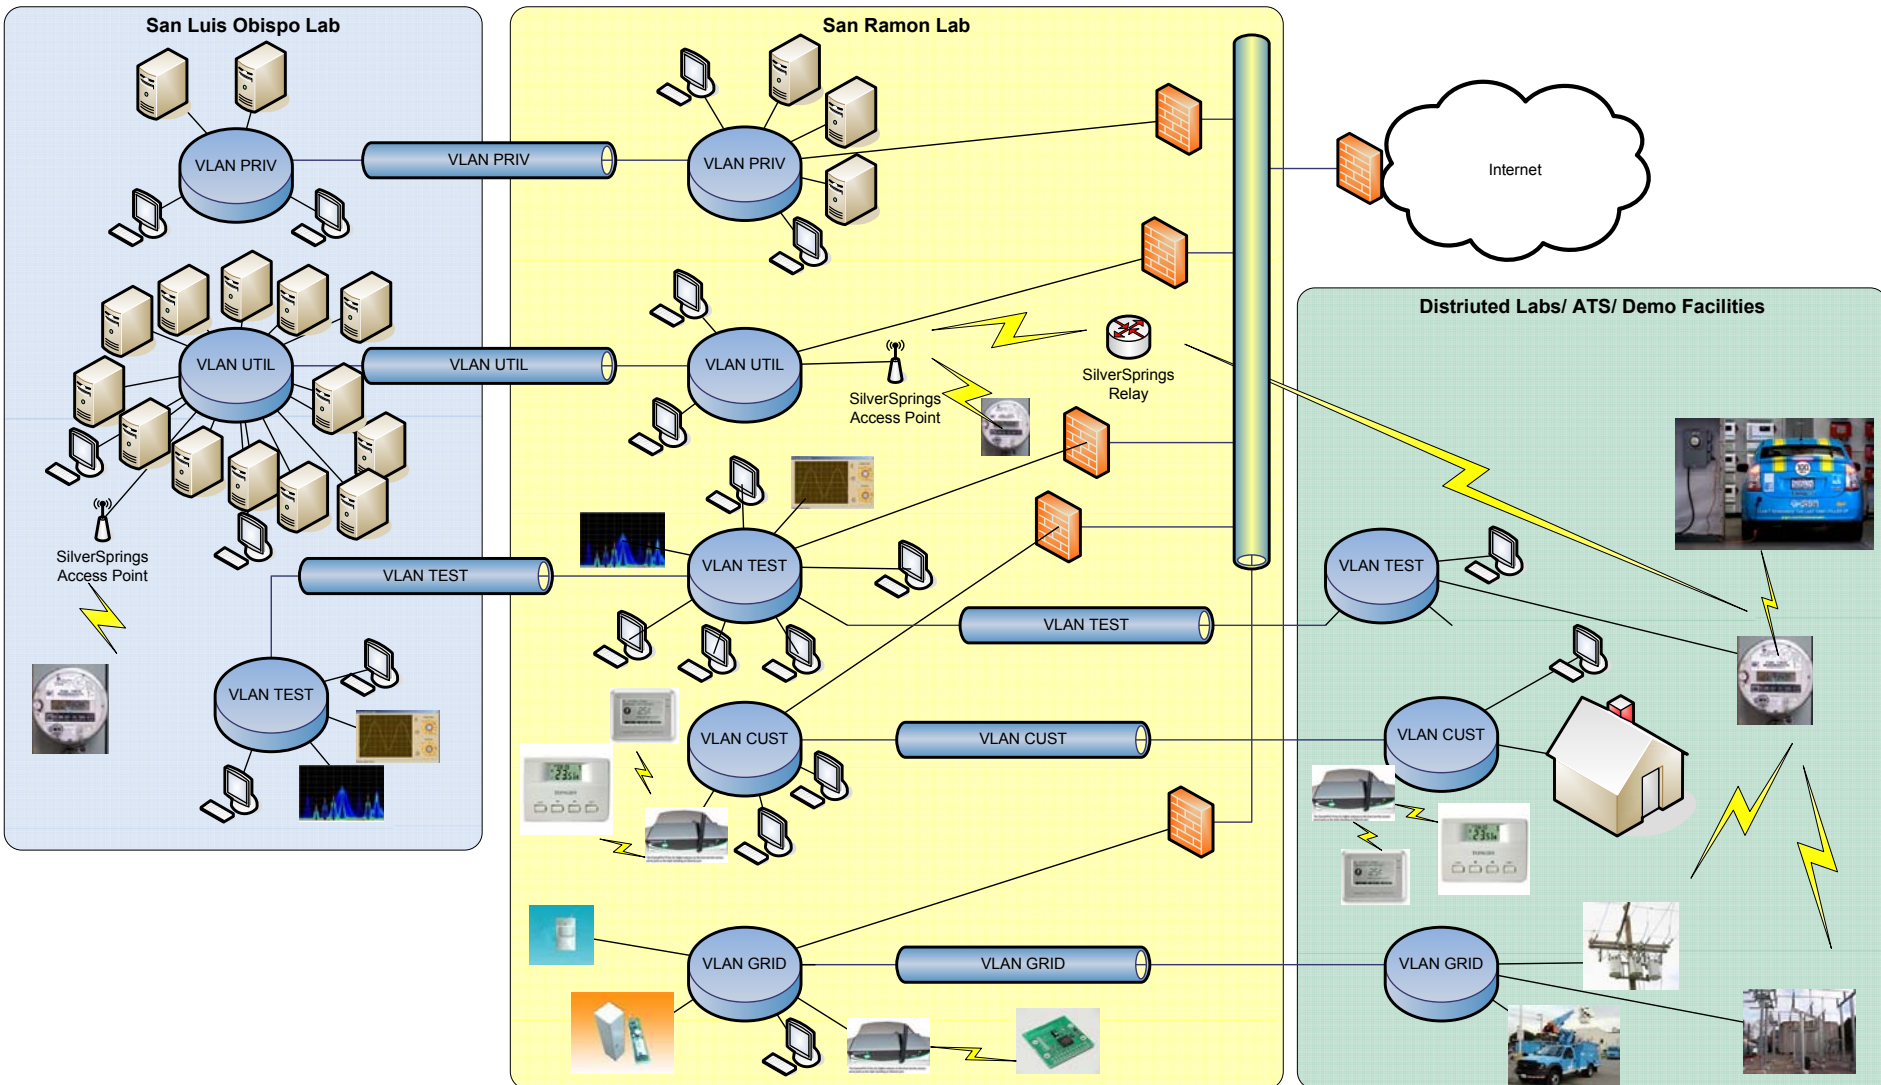 San Luis Obispo Lab
San Ramon Lab
VLAN PRIV
VLAN PRIV
VLAN PRIV
Internet
Distriuted Labs/ ATS/ Demo Facilities
VLAN UTIL
VLAN UTIL
VLAN UTIL
SilverSprings
Access Point
SilverSprings
Relay
SilverSprings
Access Point
VLAN TEST
VLAN TEST
VLAN TEST
VLAN TEST
VLAN TEST
VLAN CUST
VLAN CUST
VLAN CUST
VLAN GRID
VLAN GRID
VLAN GRID